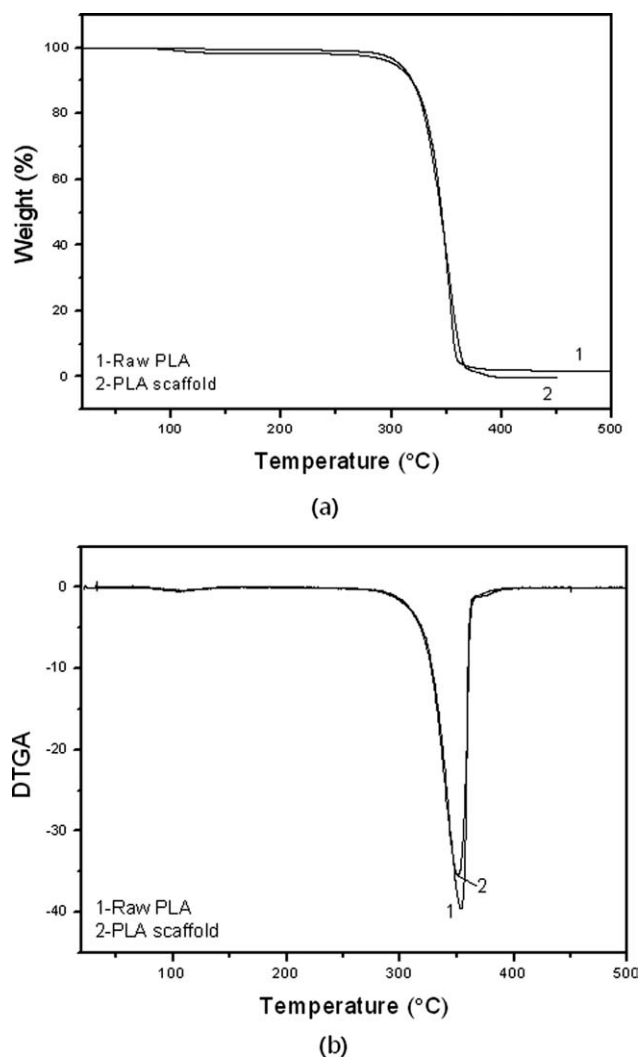 100
80
60
40
20
0
Weight (%)
1-Raw PLA
2-PLA scaffold
1
2
100
200
300
400
500
Temperature (°C)
(a)
0
-10
-20
-30
-40
DTGA
2
1
1-Raw PLA
2-PLA scaffold
100
200
300
400
500
Temperature (°C)
(b)